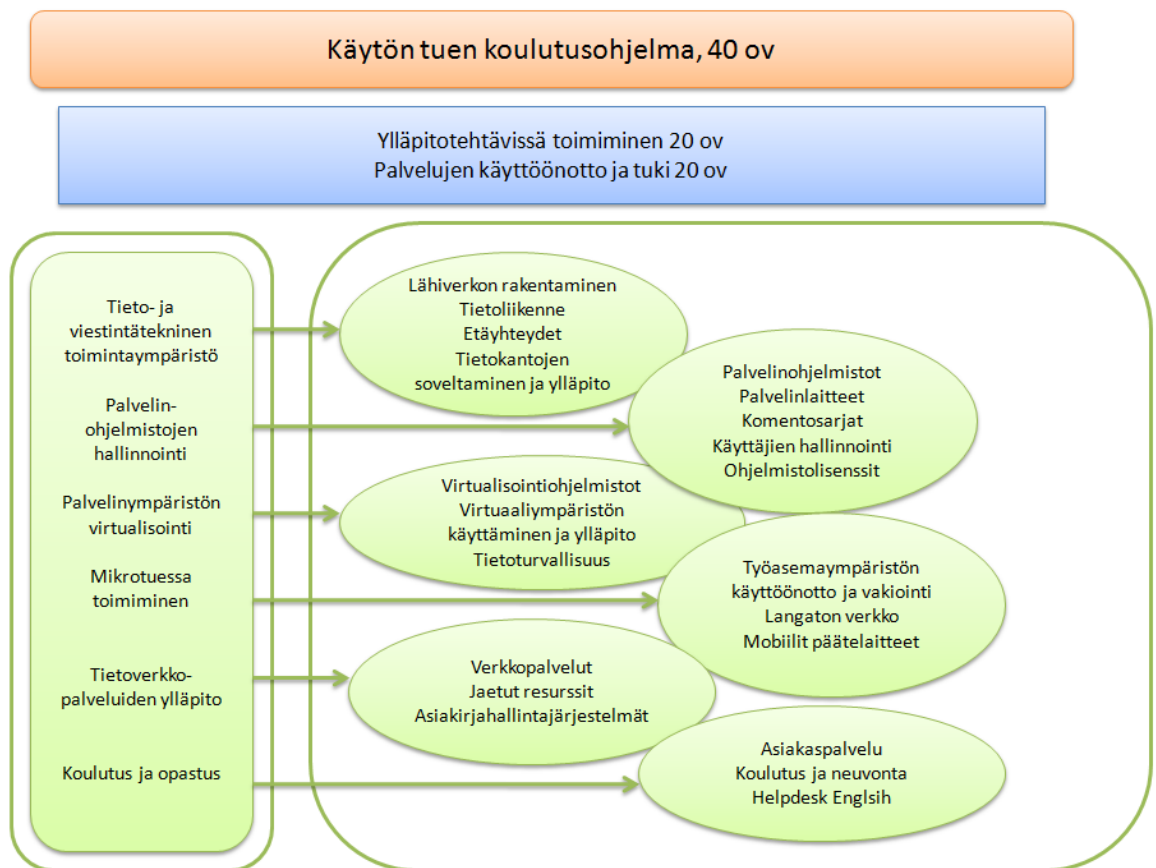 Käytön tuen koulutusohjelma, 40 ov
Ylläpitotehtävissä toimiminen 20 ov
Palvelujen käyttöönotto ja tuki 20 ov
Tieto- ja
viestintätekninen
toimintaympäristö
Palvelin-
ohjelmistojen
hallinnointi
Palvelinympäristön
virtualisointi
Mikrotuessa
toimiminen
Tietoverkko-
palveluiden ylläpito
Koulutus ja opastus
Lähiverkon rakentaminen
Tietoliikenne
Etäyhteydet
Tietokantojen
soveltaminen ja ylläpito
Palvelinohjelmistot
Palvelinlaitteet
Komentosarjat
Käyttäjien hallinnointi
Ohjelmistolisenssit
Virtualisointiohjelmistot
Virtuaaliympäristön
käyttäminen ja ylläpito
Tietoturvallisuus
Työasemaympäristön
käyttöönotto ja vakiointi
Langaton verkko
Mobiilit päätelaitteet
Verkkopalvelut
Jaetut resurssit
Asiakirjahallintajärjestelmät
Asiakaspalvelu
Koulutus ja neuvonta
Helpdesk Englsih